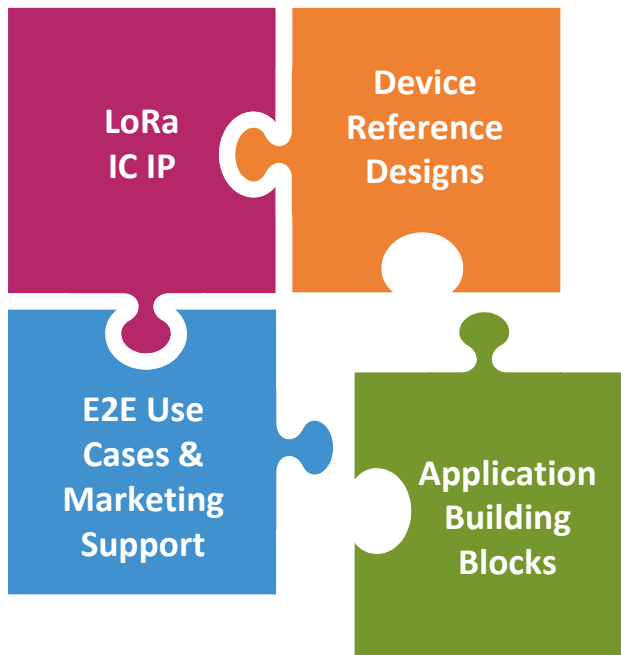 LoRa
IC IP
Device
Reference
Designs
E2E Use
Cases &
Marketing
Support
Application
Building
Blocks